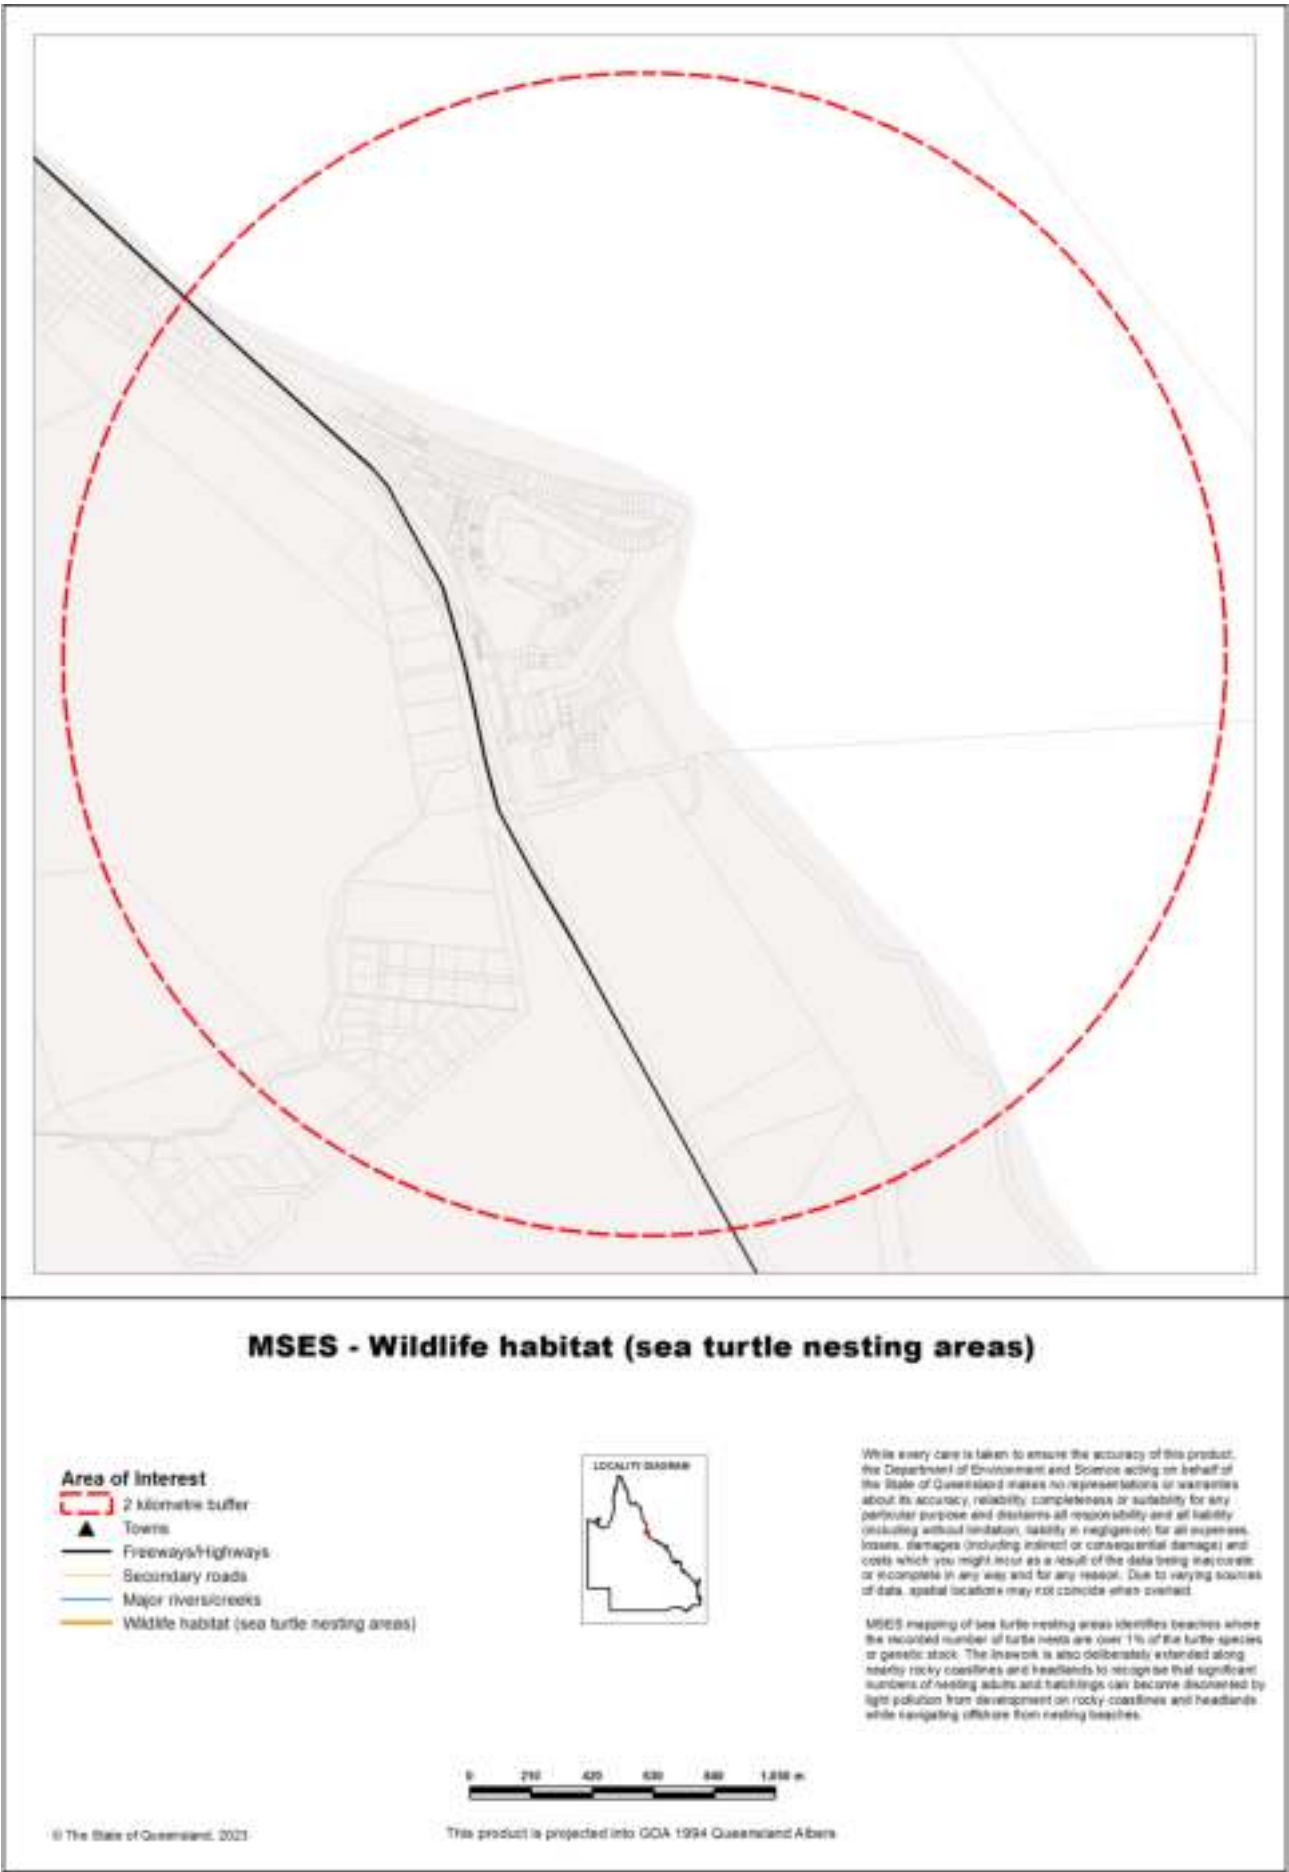 MSES - Wildlife habitat (sea turtle nesting areas)
Area of Interest
2 kilometre buffer
Towns
Freeways/Highways
Secondary roads
Major rivers/creeks
Wildlife habitat (sea turtle nesting areas)
LOCALITY DIAGRAM
While every care is taken to ensure the accuracy of this product,
the Department of Environment and Science acting on behalf of
the State of Queensland makes no representations or warranties
about its accuracy, reliability, completeness or suitability for any
particular purpose and disclaims all responsibility and all liability
(including without limitation, liability in negligence) for all expenses,
losses, damages (including indirect or consequential damage) and
costs which you might incur as a result of the data being inaccurate
or incomplete in any way and for any reason. Due to varying sources
of data, spatial locations may not coincide when overlaid.
MSES mapping of sea turtle nesting areas identifies beaches where
the recorded number of turtle nests are over 1% of the turtle species
or genetic stock. The linework is also deliberately extended along
nearby rocky coastlines and headlands to recognise that significant
numbers of nesting adults and hatchlings can become disoriented by
light pollution from development on rocky coastlines and headlands
while navigating offshore from nesting beaches.
0 210 420 630 840 1,050 m
© The State of Queensland, 2023
This product is projected into GDA 1994 Queensland Albers